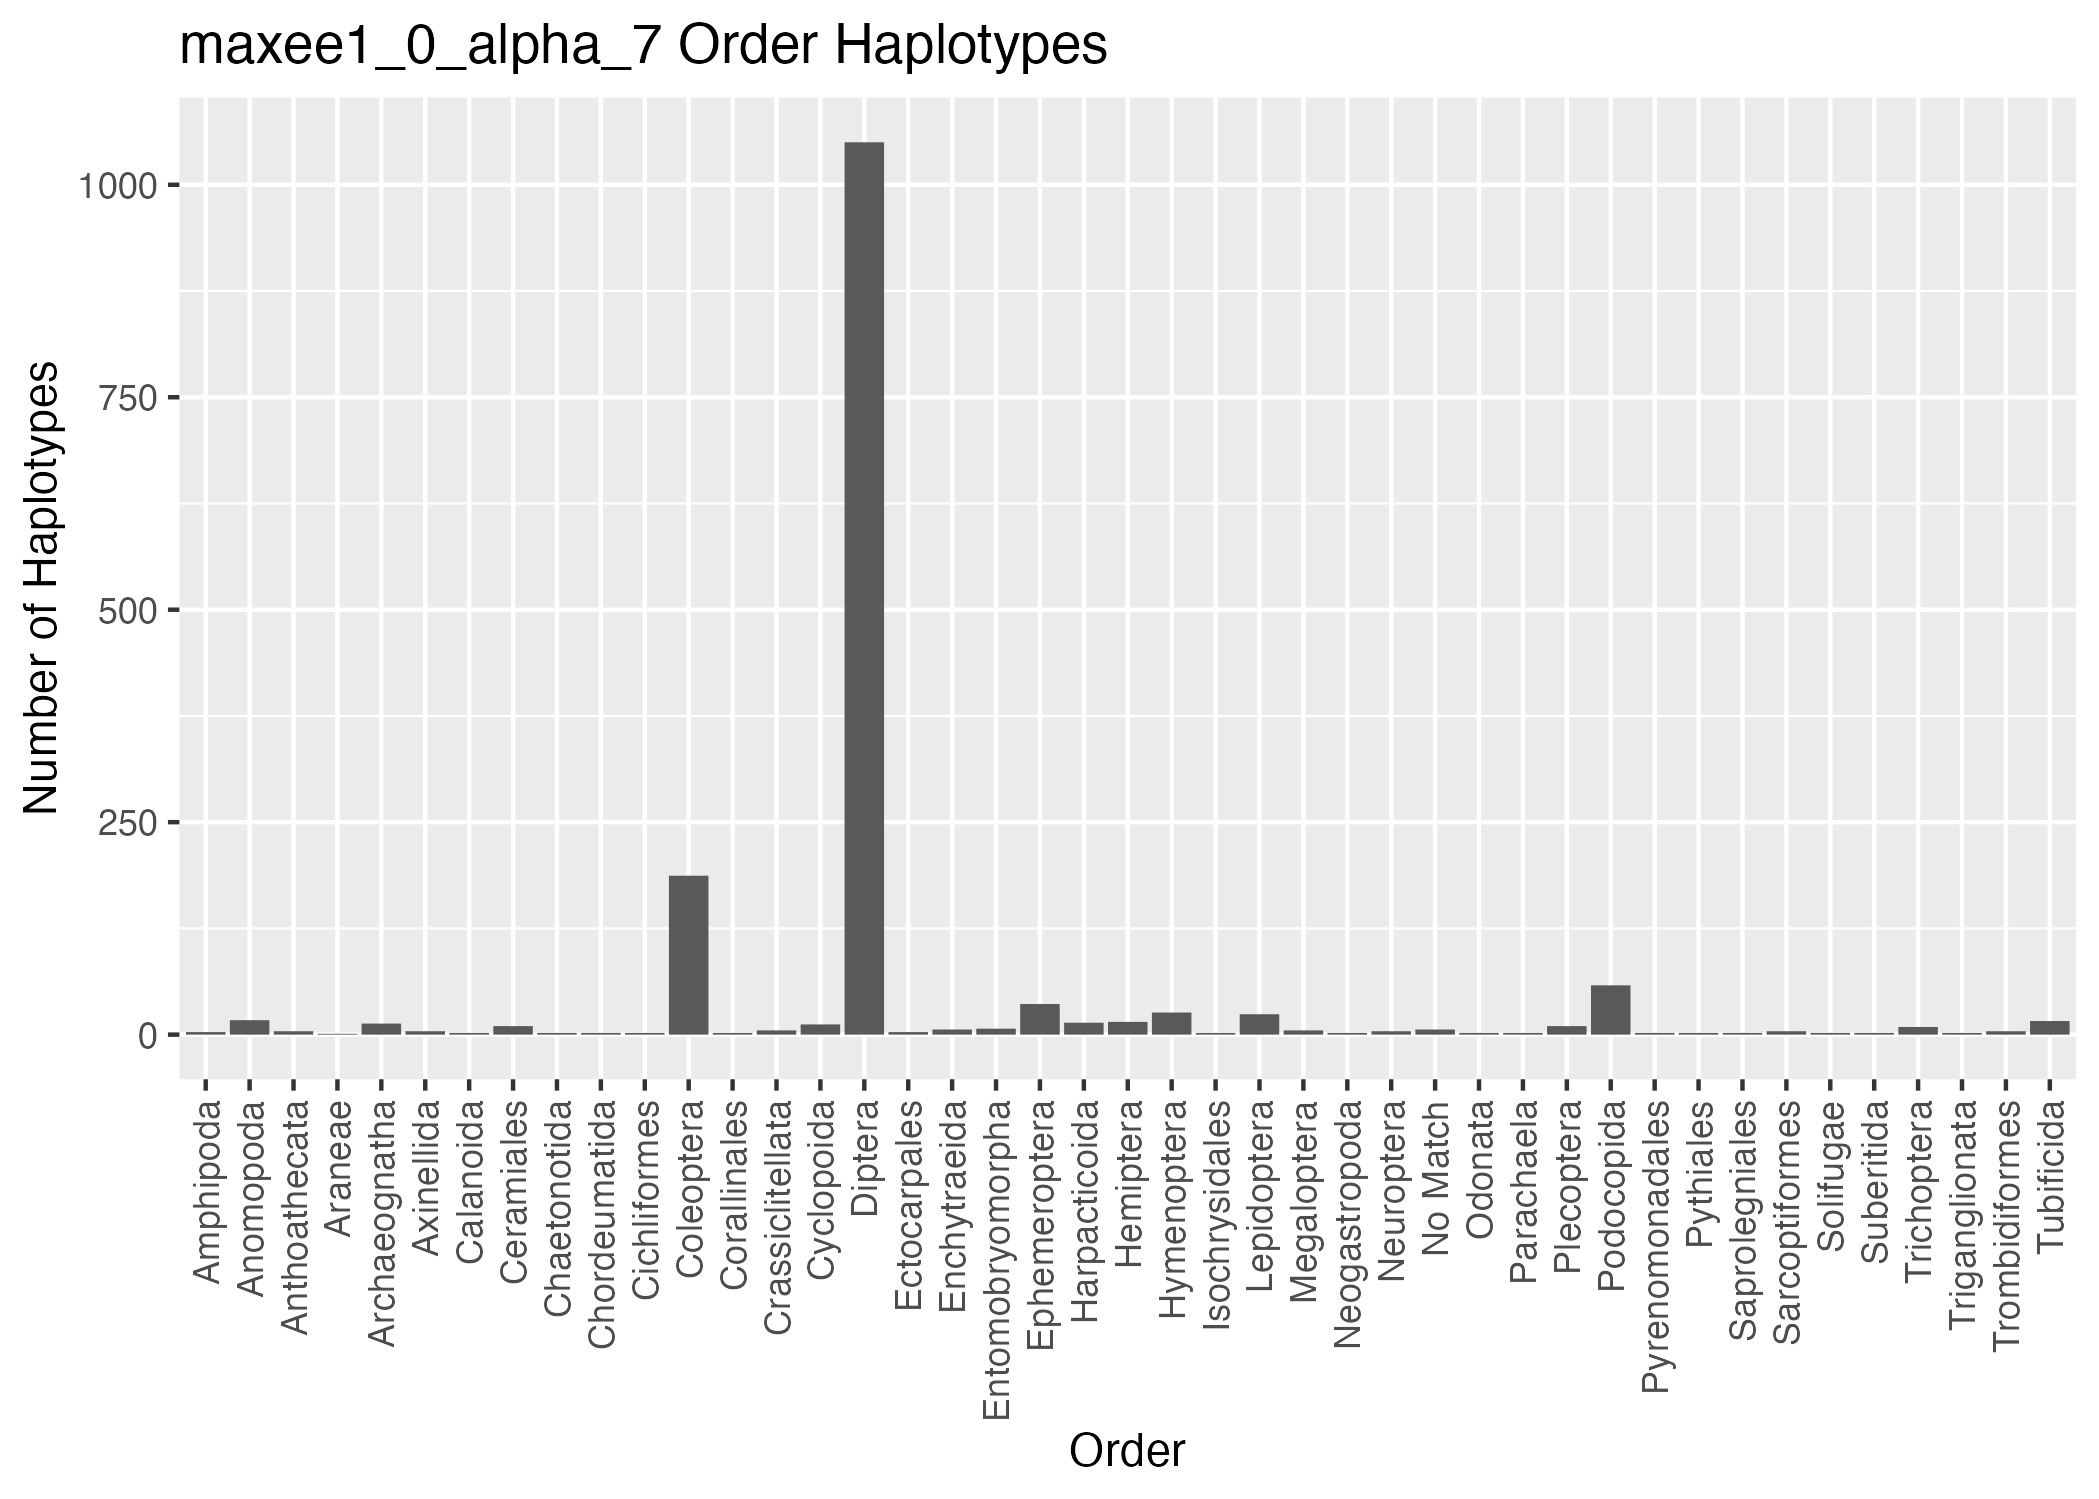 maxee1_0_alpha_7 Order Haplotypes
Number of Haplotypes
1000
750
500
250
0
Amphipoda
Anomopoda
Anthoathecata
Araneae
Archaeognatha
Axinellida
Calanoida
Ceramiales
Chaetonotida
Chordeumatida
Cichliformes
Coleoptera
Corallinales
Crassiclitellata
Cyclopoida
Diptera
Ectocarpales
Enchytraeida
Entomobryomorpha
Ephemeroptera
Harpacticoida
Hemiptera
Hymenoptera
Isochrysidales
Lepidoptera
Megaloptera
Neogastropoda
Neuroptera
No Match
Odonata
Parachaela
Plecoptera
Podocopida
Pyrenomonadales
Pythiales
Saprolegniales
Sarcoptiformes
Solifugae
Suberitida
Trichoptera
Triganglionata
Trombidiformes
Tubificida
Order